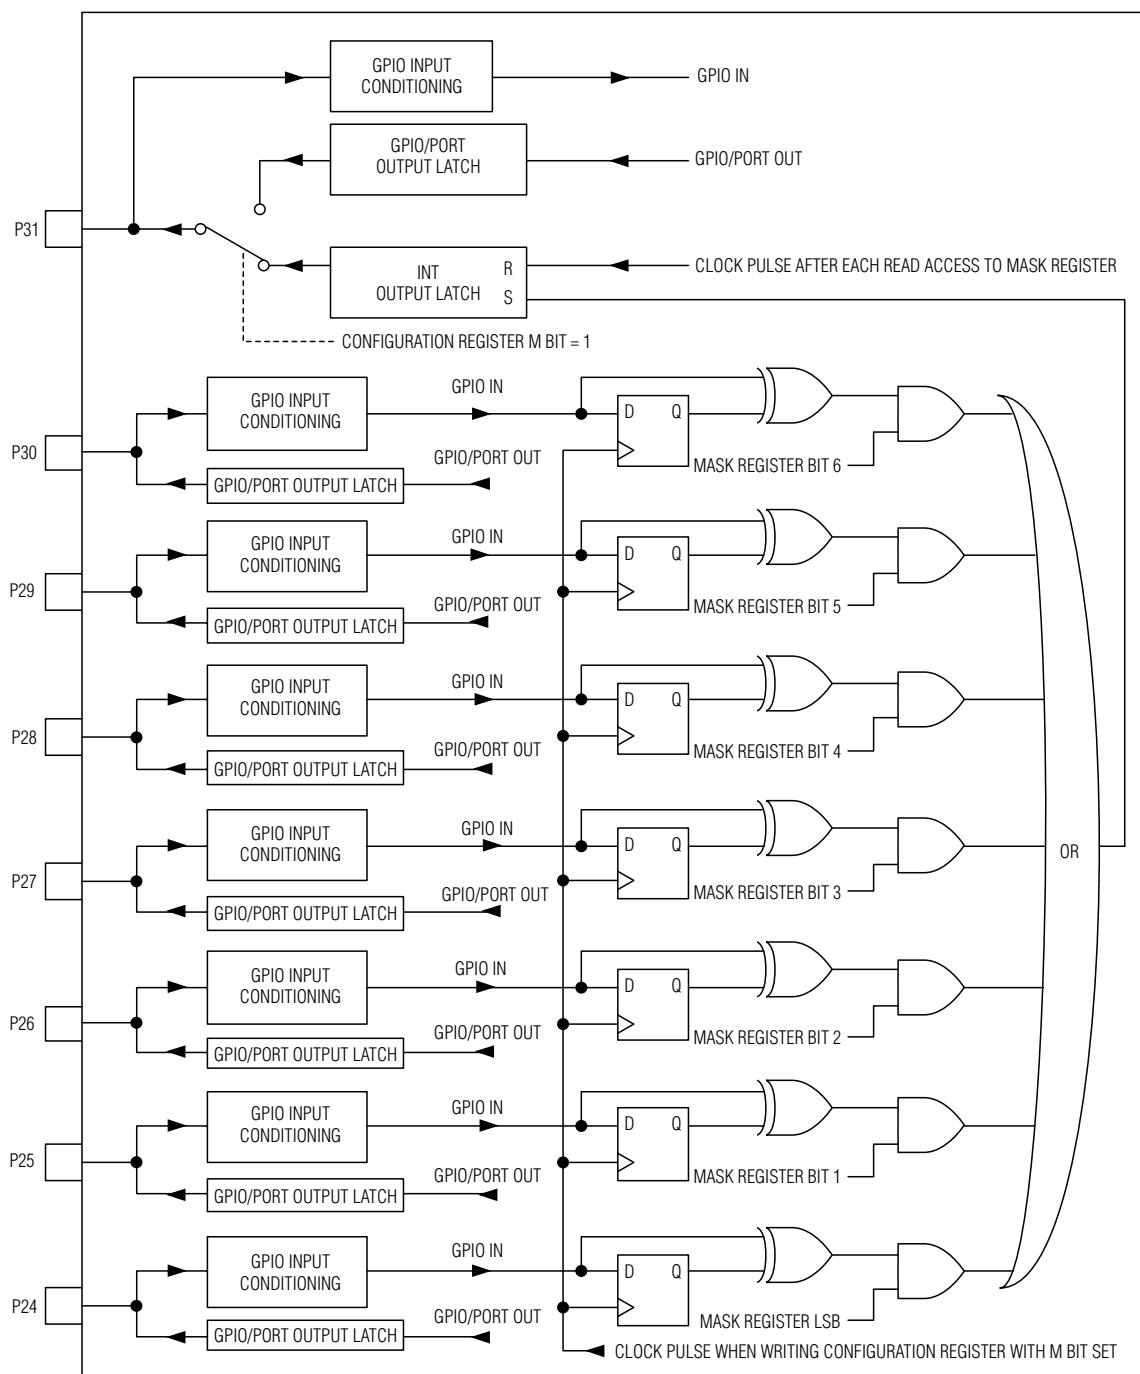 GPIO INPUT
CONDITIONING
GPIO IN
GPIO/PORT
OUTPUT LATCH
GPIO/PORT OUT
P31
INT
OUTPUT LATCH
R
S
CLOCK PULSE AFTER EACH READ ACCESS TO MASK REGISTER
CONFIGURATION REGISTER M BIT = 1
P30
GPIO INPUT
CONDITIONING
GPIO IN
GPIO/PORT OUT
GPIO/PORT OUTPUT LATCH
D Q
MASK REGISTER BIT 6
P29
GPIO INPUT
CONDITIONING
GPIO IN
GPIO/PORT OUT
GPIO/PORT OUTPUT LATCH
D Q
MASK REGISTER BIT 5
P28
GPIO INPUT
CONDITIONING
GPIO IN
GPIO/PORT OUT
GPIO/PORT OUTPUT LATCH
D Q
MASK REGISTER BIT 4
P27
GPIO INPUT
CONDITIONING
GPIO IN
GPIO/PORT OUT
GPIO/PORT OUTPUT LATCH
D Q
MASK REGISTER BIT 3
OR
P26
GPIO INPUT
CONDITIONING
GPIO IN
GPIO/PORT OUT
GPIO/PORT OUTPUT LATCH
D Q
MASK REGISTER BIT 2
P25
GPIO INPUT
CONDITIONING
GPIO IN
GPIO/PORT OUT
GPIO/PORT OUTPUT LATCH
D Q
MASK REGISTER BIT 1
P24
GPIO INPUT
CONDITIONING
GPIO IN
GPIO/PORT OUT
GPIO/PORT OUTPUT LATCH
D Q
MASK REGISTER LSB
CLOCK PULSE WHEN WRITING CONFIGURATION REGISTER WITH M BIT SET